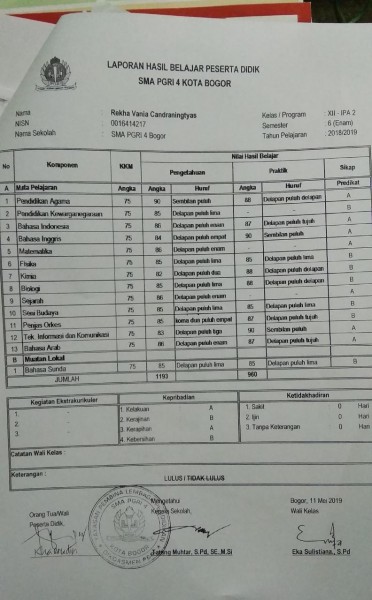 LAPORAN HASIL BELAJAR PESERTA DIDIK
SMA PGRI 4 KOTA BOGOR
Nama : Rekha Vania Candraningtyas
NISN : 0016414217
Nama Sekolah : SMA PGRI 4 Bogor
Kelas / Program : XII - IPA 2
Semester : 6 (Enam)
Tahun Pelajaran : 2018/2019
No Komponen KKM Nilai Hasil Belajar
Pengetahuan Praktik Sikap
A Mata Pelajaran Angka Angka Huruf Angka Huruf Predikat
1 Pendidikan Agama 75 90 Sembilan puluh 88 Delapan puluh delapan A
2 Pendidikan Kewarganegaraan 75 85 Delapan puluh lima - - B
3 Bahasa Indonesia 75 86 Delapan puluh enam 87 Delapan puluh tujuh A
4 Bahasa Inggris 75 84 Delapan puluh empat 90 Sembilan puluh A
5 Matematika 75 86 Delapan puluh enam - - A
6 Fisika 75 85 Delapan puluh lima 85 Delapan puluh lima B
7 Kimia 75 82 Delapan puluh dua 88 Delapan puluh delapan B
8 Biologi 75 85 Delapan puluh lima 88 Delapan puluh delapan B
9 Sejarah 75 86 Delapan puluh enam A
10 Seni Budaya 75 85 Delapan puluh lima 85 Delapan puluh lima B
11 Penjas Orkes 75 85 koma dua puluh empat 87 Delapan puluh tujuh B
12 Tek. Informasi dan Komunikasi 75 83 Delapan puluh tiga 90 Sembilan puluh A
13 Bahasa Arab 75 86 Delapan puluh enam 87 Delapan puluh tujuh A
B Muatan Lokal
1 Bahasa Sunda 75 85 Delapan puluh lima 85 Delapan puluh lima B
JUMLAH 1193 960
Kegiatan Ekstrakurikuler Kepribadian Ketidakhadiran
1. - 1. Kelakuan A 1. Sakit 0 Hari
2. - 2. Kerajinan B 2. Ijin 0 Hari
3. - 3. Kerapihan A 3. Tanpa Keterangan 0 Hari
4. Kebersihan B
Catatan Wali Kelas :
Keterangan :
LULUS / TIDAK LULUS
Mengetahui
Bogor, 11 Mei 2019
Orang Tua/Wali
Peserta Didik,
Kepala Sekolah,
Wali Kelas
SMA PGRI 4
KOTA BOGOR
Muhtar, S.Pd, SE, M.Si
Eka Sulistiana, S.Pd